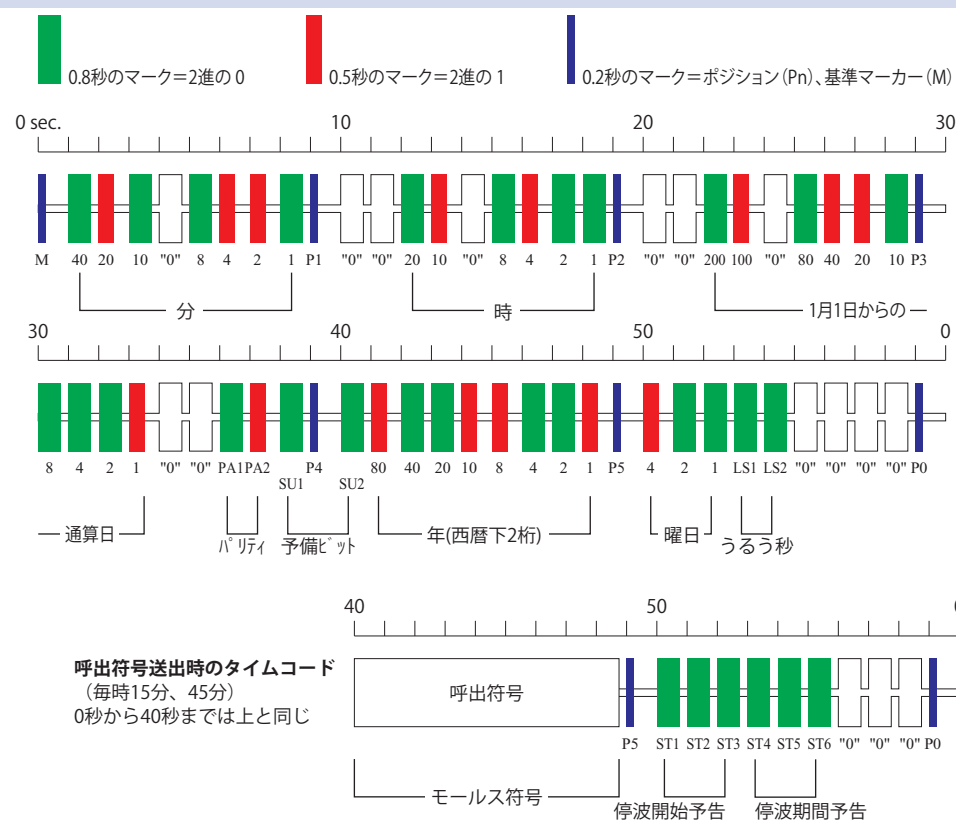 0.8秒のマーク＝2進の 0
0.5秒のマーク＝2進の 1
0.2秒のマーク＝ポジション（Pn）、基準マーカー（M）
0 sec. 10 20 30
M 40 20 10 "0" 8 4 2 1 P1 "0" "0" 20 10 "0" 8 4 2 1 P2 "0" "0" 200 100 "0" 80 40 20 10 P3
分 時 1月1日からの
30 40 50 0
8 4 2 1 "0" "0" PA1 PA2 P4 80 40 20 10 8 4 2 1 P5 4 2 1 LS1 LS2 "0" "0" "0" "0" P0
SU1 SU2
通算日 パリティ 予備ビット 年(西暦下2桁) 曜日 うるう秒
40 50
呼出符号送出時のタイムコード
（毎時15分、45分）
0秒から40秒までは上と同じ
呼出符号
P5 ST1 ST2 ST3 ST4 ST5 ST6 "0" "0" "0" P0
モールス符号
停波開始予告 停波期間予告